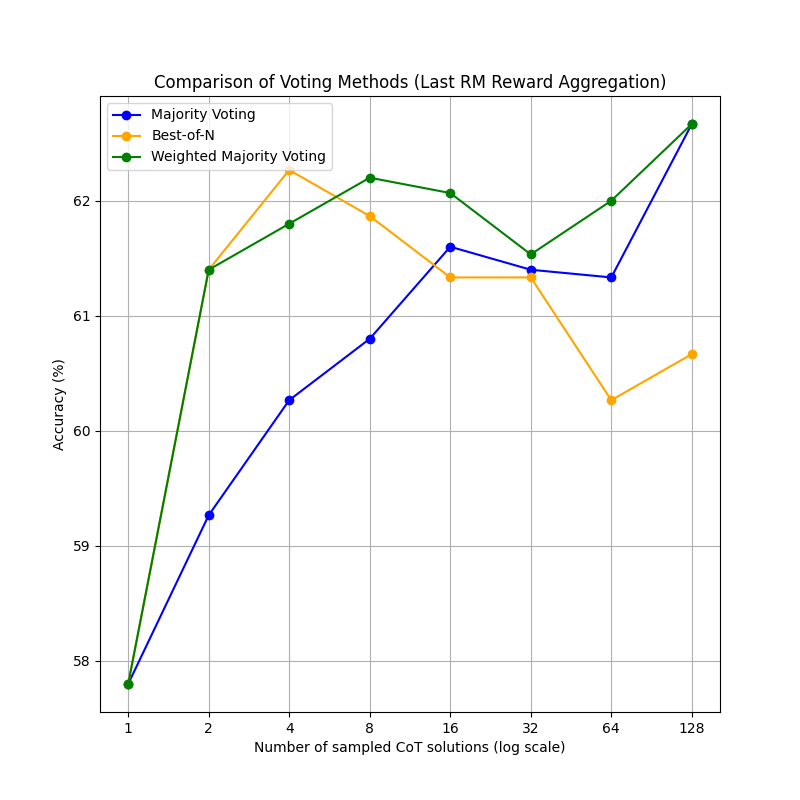 Comparison of Voting Methods (Last RM Reward Aggregation)
Majority Voting
Best-of-N
Weighted Majority Voting
Accuracy (%)
62
61
60
59
58
1 2 4 8 16 32 64 128
Number of sampled CoT solutions (log scale)